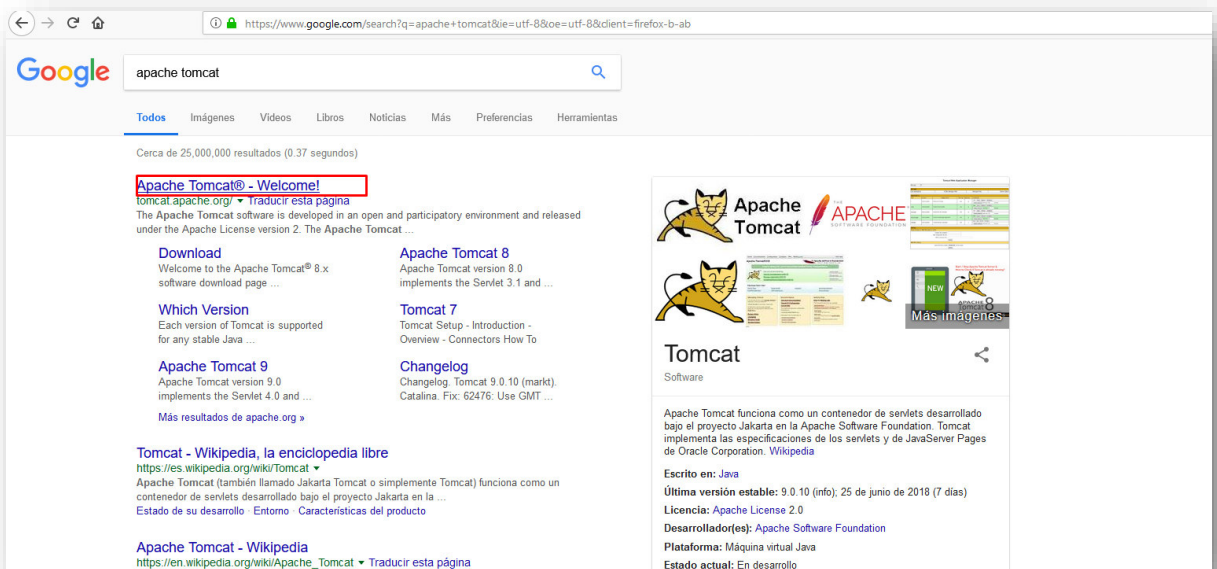 https://www.google.com/search?q=apache+tomcat&ie=utf-8&oe=utf-8&client=firefox-b-ab
Google
apache tomcat
Todos Imágenes Videos Libros Noticias Más Preferencias Herramientas
Cerca de 25,000,000 resultados (0.37 segundos)
Apache Tomcat® - Welcome!
tomcat.apache.org/ ▾ Traducir esta página
The Apache Tomcat software is developed in an open and participatory environment and released
under the Apache License version 2. The Apache Tomcat ...
Download
Welcome to the Apache Tomcat® 8.x
software download page ...
Apache Tomcat 8
Apache Tomcat version 8.0
implements the Servlet 3.1 and ...
Which Version
Each version of Tomcat is supported
for any stable Java ...
Tomcat 7
Tomcat Setup - Introduction -
Overview - Connectors How To
Apache Tomcat 9
Apache Tomcat version 9.0
implements the Servlet 4.0 and ...
Changelog
Changelog. Tomcat 9.0.10 (markt).
Catalina. Fix: 62476: Use GMT ...
Más resultados de apache.org »
Tomcat - Wikipedia, la enciclopedia libre
https://es.wikipedia.org/wiki/Tomcat ▾
Apache Tomcat (también llamado Jakarta Tomcat o simplemente Tomcat) funciona como un
contenedor de servlets desarrollado bajo el proyecto Jakarta en la ...
Estado de su desarrollo · Entorno · Características del producto
Apache Tomcat - Wikipedia
https://en.wikipedia.org/wiki/Apache_Tomcat ▾ Traducir esta página
Apache
Tomcat
THE
APACHE
SOFTWARE FOUNDATION
NEW
Más imágenes
Tomcat
Software
Apache Tomcat funciona como un contenedor de servlets desarrollado
bajo el proyecto Jakarta en la Apache Software Foundation. Tomcat
implementa las especificaciones de los servlets y de JavaServer Pages
de Oracle Corporation. Wikipedia
Escrito en: Java
Última versión estable: 9.0.10 (info); 25 de junio de 2018 (7 días)
Licencia: Apache License 2.0
Desarrollador(es): Apache Software Foundation
Plataforma: Máquina virtual Java
Estado actual: En desarrollo